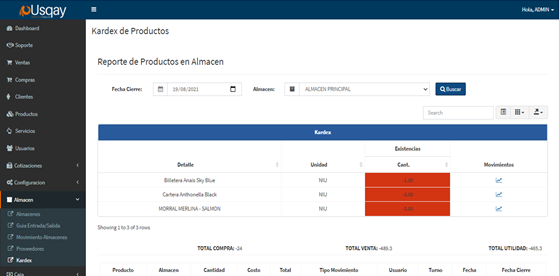 Usqay
Hola, ADMIN
Dashboard
Kardex de Productos
Soporte
Ventas
Reporte de Productos en Almacen
Compras
Clientes
Fecha Cierre: 19/08/2021 Almacen: ALMACEN PRINCIPAL Buscar
Productos
Search
Servicios
Kardex
Usuarios
Existencias
Cotizaciones
Detalle Unidad Cant. Movimientos
Configuracion
Billetera Anais Sky Blue NIU
Almacen
Cartera Anthonella Black NIU
Almacenes
MORRAL MERLINA - SALMON NIU
Guia Entrada/Salida
Showing 1 to 3 of 3 rows
Movimiento Almacenes
Proveedores
TOTAL COMPRA: -24 TOTAL VENTA: -489.3 TOTAL UTILIDAD: -465.3
Kardex
Producto Almacen Cantidad Costo Total Tipo Movimiento Usuario Turno Fecha Fecha Cierre
Caja